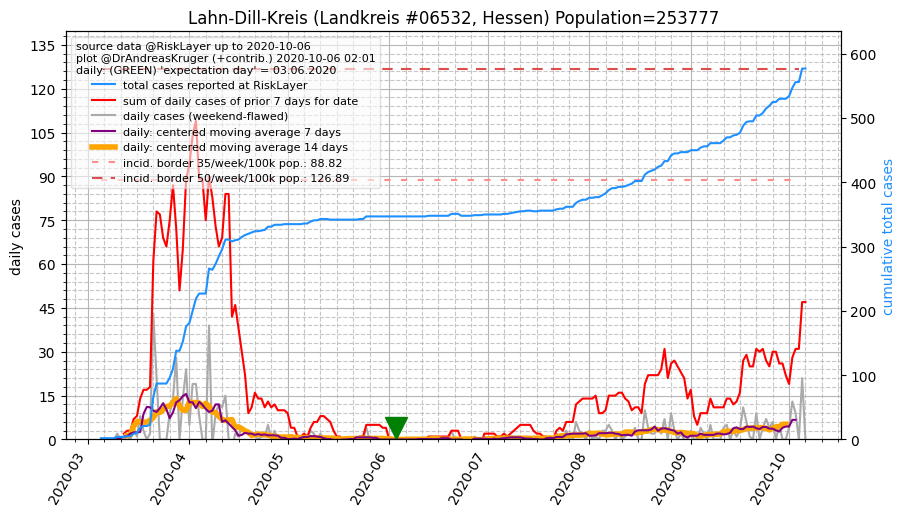 Lahn-Dill-Kreis (Landkreis #06532, Hessen) Population=253777
source data @RiskLayer up to 2020-10-06
plot @DrAndreasKruger (+contrib.) 2020-10-06 02:01
daily: (GREEN) 'expectation day' = 03.06.2020
total cases reported at RiskLayer
sum of daily cases of prior 7 days for date
daily cases (weekend-flawed)
daily: centered moving average 7 days
daily: centered moving average 14 days
incid. border 35/week/100k pop.: 88.82
incid. border 50/week/100k pop.: 126.89
daily cases
135
120
105
90
75
60
45
30
15
0
cumulative total cases
600
500
400
300
200
100
0
2020-03
2020-04
2020-05
2020-06
2020-07
2020-08
2020-09
2020-10